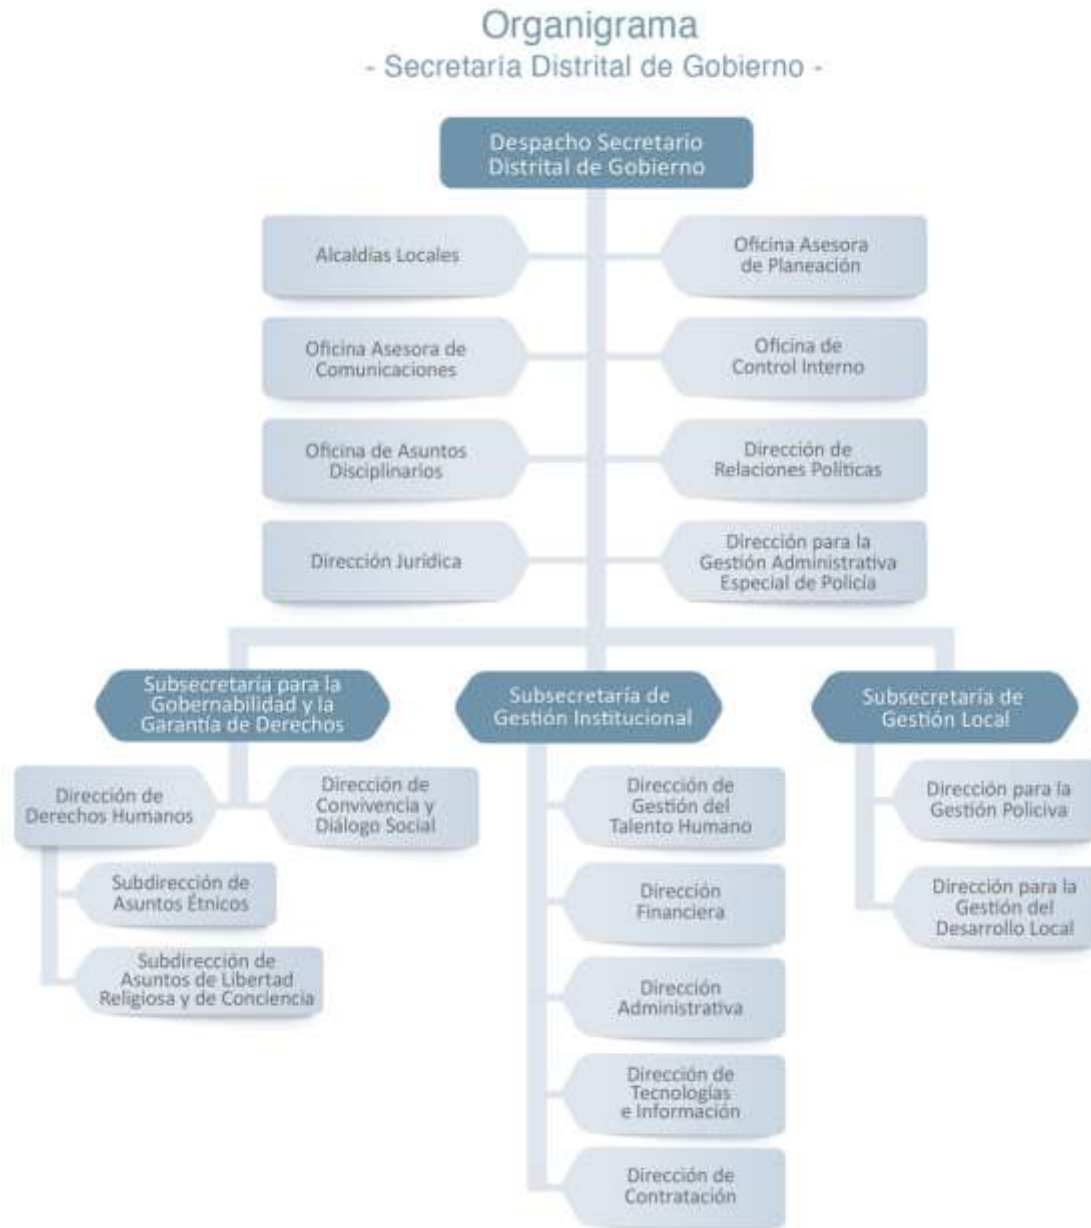 Organigrama
- Secretaría Distrital de Gobierno -
Despacho Secretario
Distrital de Gobierno
Alcaldías Locales
Oficina Asesora
de Planeación
Oficina Asesora de
Comunicaciones
Oficina de
Control Interno
Oficina de Asuntos
Disciplinarios
Dirección de
Relaciones Políticas
Dirección Jurídica
Dirección para la
Gestión Administrativa
Especial de Policía
Subsecretaría para la
Gobernabilidad y la
Garantía de Derechos
Subsecretaría de
Gestión Institucional
Subsecretaría de
Gestión Local
Dirección de
Derechos Humanos
Dirección de
Convivencia y
Diálogo Social
Subdirección de
Asuntos Étnicos
Subdirección de
Asuntos de Libertad
Religiosa y de Conciencia
Dirección de
Gestión del
Talento Humano
Dirección
Financiera
Dirección
Administrativa
Dirección de
Tecnologías
e Información
Dirección de
Contratación
Dirección para la
Gestión Policiva
Dirección para la
Gestión del
Desarrollo Local